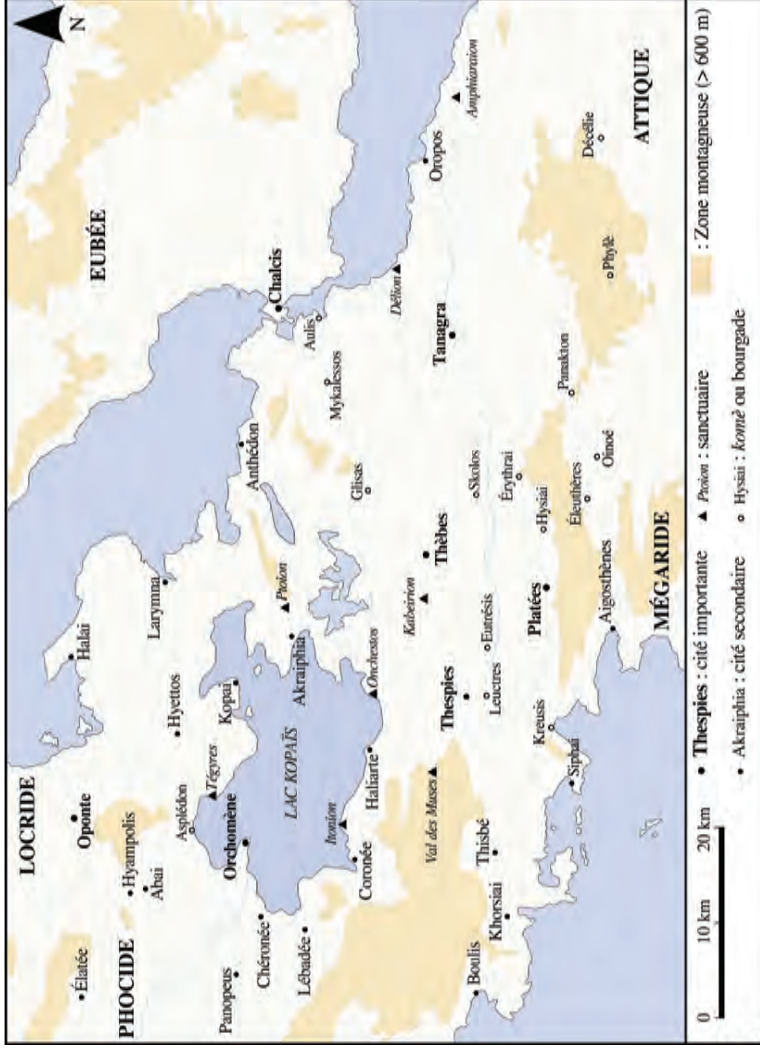 N
LOCRIDE
EUBÉE
PHOCIDE
ATTIQUE
MÉGARIDE
LAC KOPAÏS
Élatée
Hyampolis
Abai
Oponte
Halai
Larymna
Hyettos
Panopeus
Chéronée
Lébadée
Asplédon
Tégyres
Orchomène
Kopai
Akraiphia
Ptoion
Anthédon
Chalcis
Aulis
Mykalessos
Glisas
Itonion
Coronée
Haliarte
Onchestos
Kabeirion
Thèbes
Délion
Oropos
Amphiaraion
Tanagra
Val des Muses
Thespies
Leuctres
Eutrésis
Skolos
Érythrai
Hysiai
Platées
Boulis
Khorsiai
Thisbé
Siphai
Kreusis
Aigosthènes
Éleuthères
Oinoé
Panakton
Phylè
Décélie
0 10 km 20 km
• Thespies : cité importante
• Akraiphia : cité secondaire
▲ Ptoion : sanctuaire
○ Hysiai : komè ou bourgade
: Zone montagneuse (> 600 m)